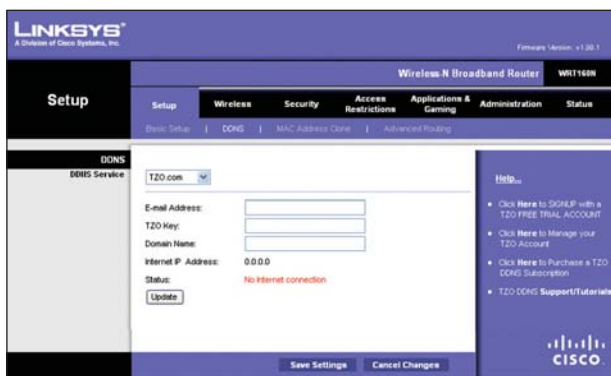 LINKSYS®
A Division of Cisco Systems, Inc.
Firmware Version: v1.00.1
Wireless-N Broadband Router WRT160N
Setup
Setup Wireless Security Access Restrictions Applications & Gaming Administration Status
Basic Setup | DDNS | MAC Address Clone | Advanced Routing
DDNS
DDNS Service
TZO.com
E-mail Address:
TZO Key:
Domain Name:
Internet IP Address: 0.0.0.0
Status: No Internet connection
Update
Help...
Click Here to SIGNUP with a
TZO FREE TRIAL ACCOUNT
Click Here to Manage your
TZO Account
Click Here to Purchase a TZO
DDNS Subscription
TZO DDNS Support/Tutorials
Save Settings Cancel Changes
CISCO